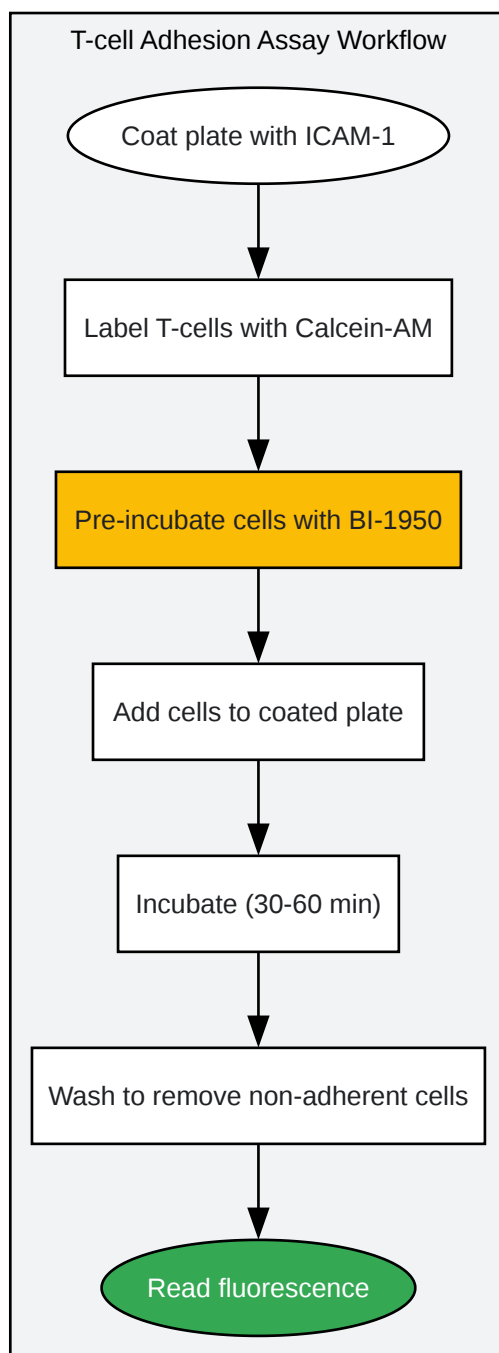 T-cell Adhesion Assay Workflow
Coat plate with ICAM-1
Label T-cells with Calcein-AM
Pre-incubate cells with BI-1950
Add cells to coated plate
Incubate (30-60 min)
Wash to remove non-adherent cells
Read fluorescence